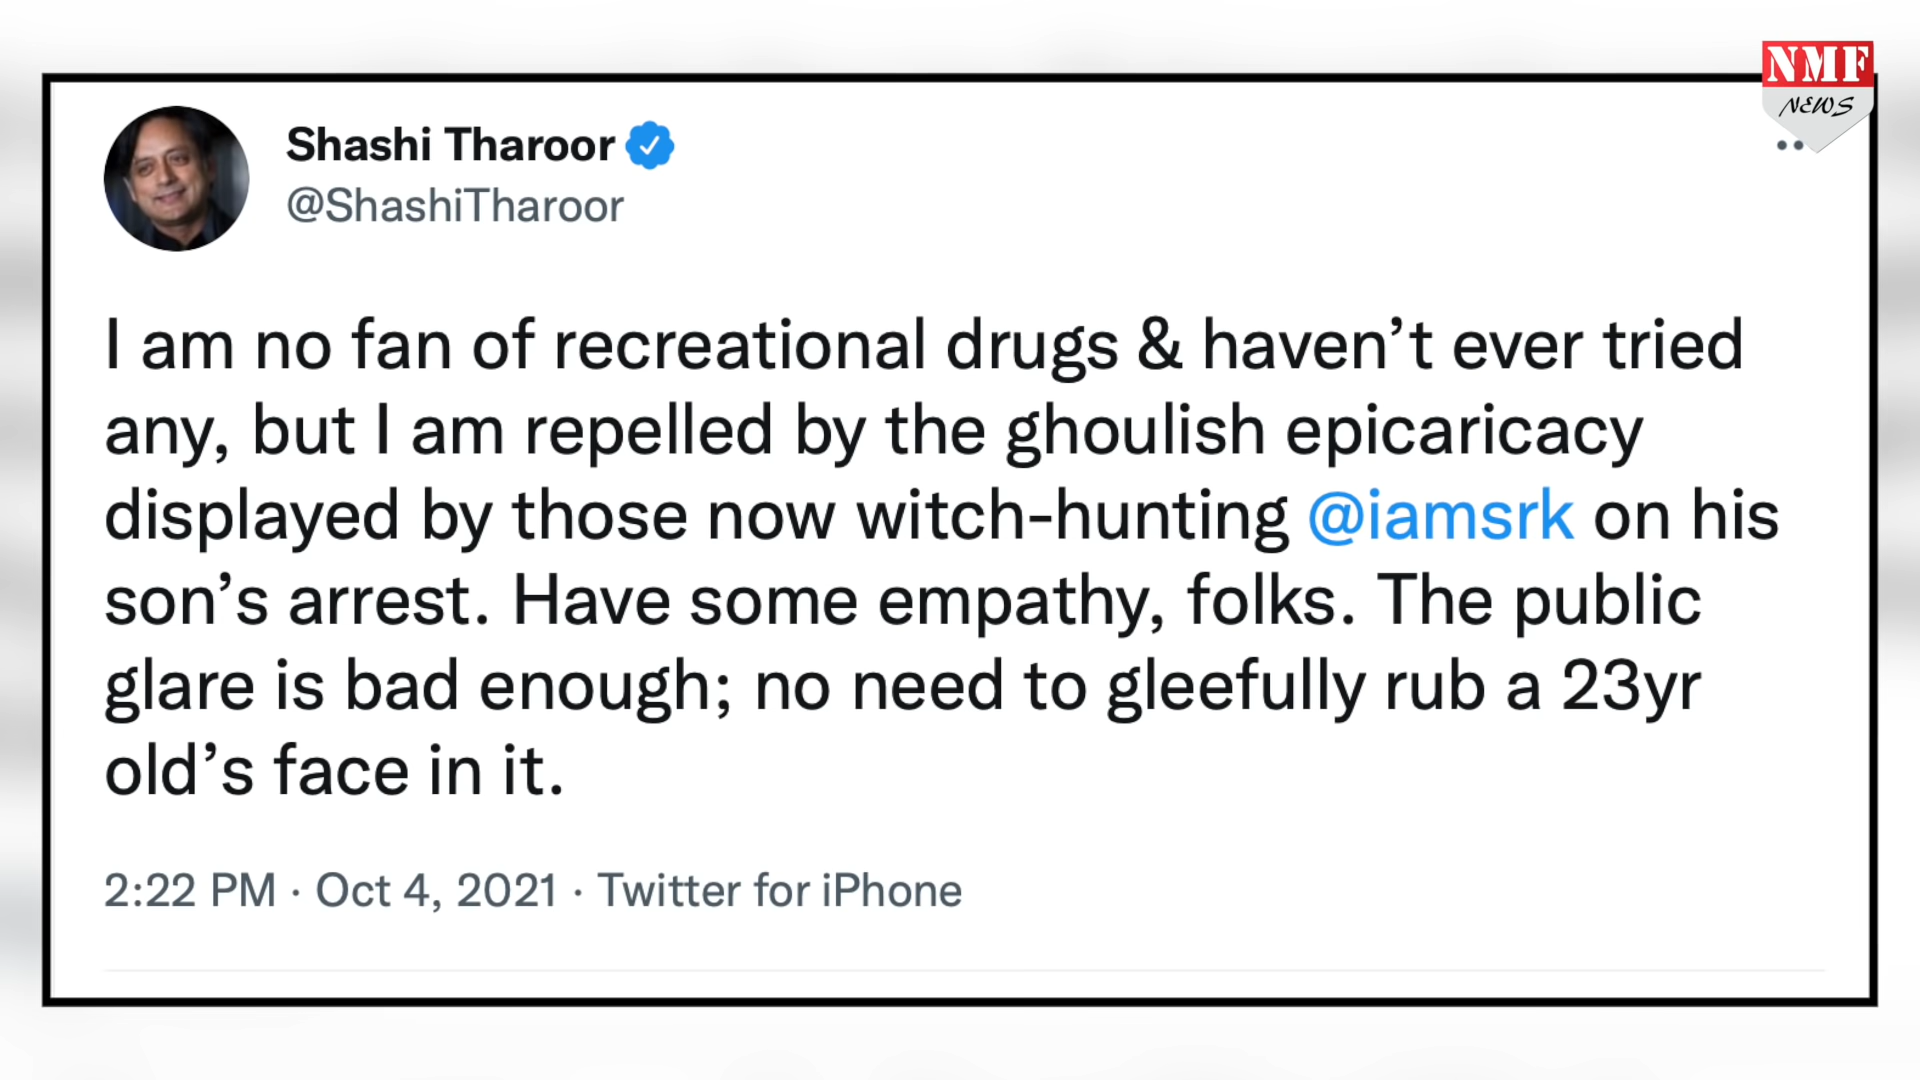 NMF
NEWS
Shashi Tharoor
@ShashiTharoor
I am no fan of recreational drugs & haven’t ever tried
any, but I am repelled by the ghoulish epicaricacy
displayed by those now witch-hunting @iamsrk on his
son’s arrest. Have some empathy, folks. The public
glare is bad enough; no need to gleefully rub a 23yr
old’s face in it.
2:22 PM · Oct 4, 2021 · Twitter for iPhone